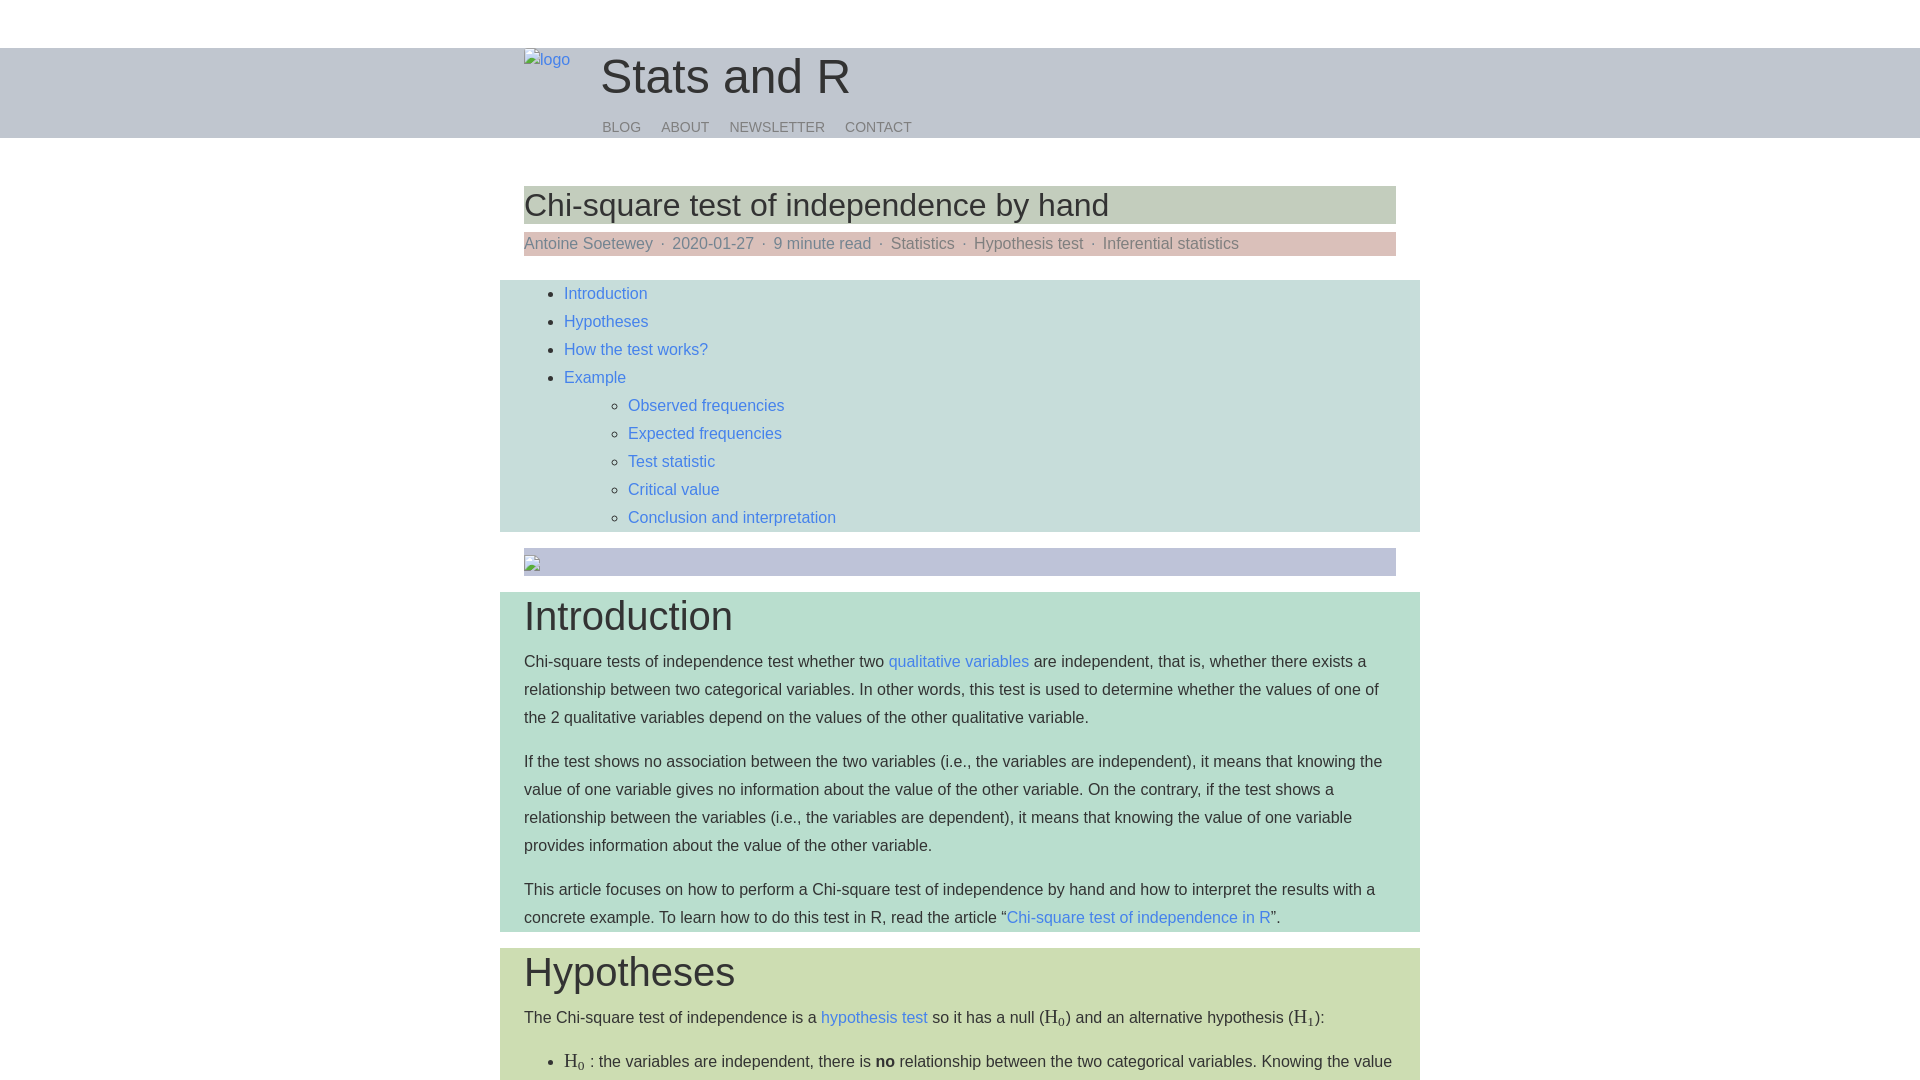 logo
Stats and R
BLOG ABOUT NEWSLETTER CONTACT
Chi-square test of independence by hand
Antoine Soetewey · 2020-01-27 · 9 minute read · Statistics · Hypothesis test · Inferential statistics
Introduction
Hypotheses
How the test works?
Example
Observed frequencies
Expected frequencies
Test statistic
Critical value
Conclusion and interpretation
Introduction
Chi-square tests of independence test whether two qualitative variables are independent, that is, whether there exists a
relationship between two categorical variables. In other words, this test is used to determine whether the values of one of
the 2 qualitative variables depend on the values of the other qualitative variable.
If the test shows no association between the two variables (i.e., the variables are independent), it means that knowing the
value of one variable gives no information about the value of the other variable. On the contrary, if the test shows a
relationship between the variables (i.e., the variables are dependent), it means that knowing the value of one variable
provides information about the value of the other variable.
This article focuses on how to perform a Chi-square test of independence by hand and how to interpret the results with a
concrete example. To learn how to do this test in R, read the article “Chi-square test of independence in R”.
Hypotheses
The Chi-square test of independence is a hypothesis test so it has a null (H₀) and an alternative hypothesis (H₁):
H₀ : the variables are independent, there is no relationship between the two categorical variables. Knowing the value